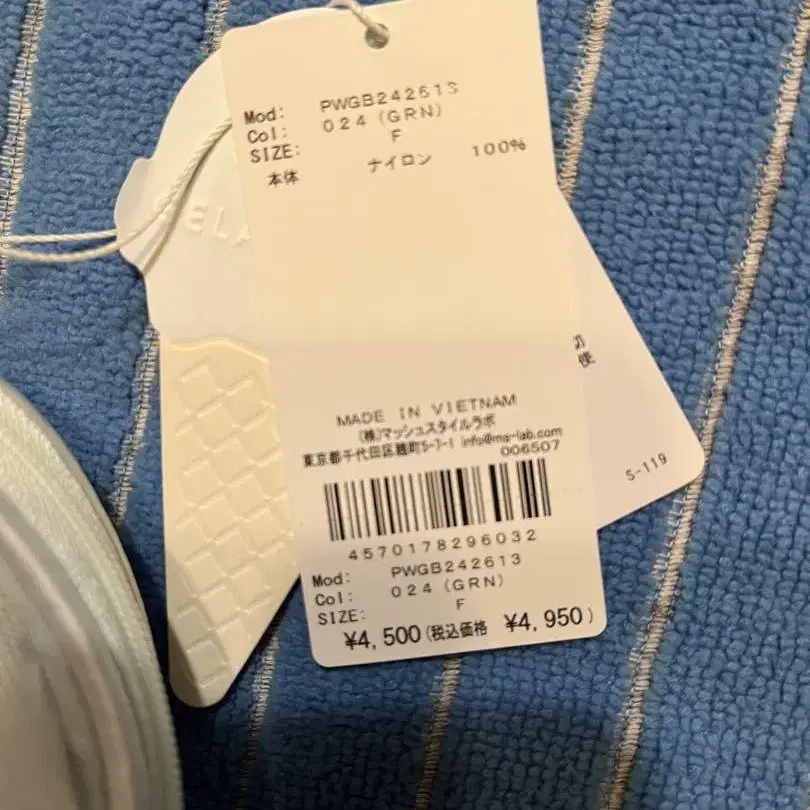 Mod: PWGB242613
Col: 024 (GRN)
SIZE: F
本体 ナイロン 100%
ELA
MADE IN VIETNAM
(株)マッシュスタイルラボ
東京都千代田区麹町5-7-1 info@ma-lab.com
006507
4570178296032
Mod: PWGB242613
Col: 024 (GRN)
SIZE: F
¥4,500(税込価格 ¥4,950)
便
S-119